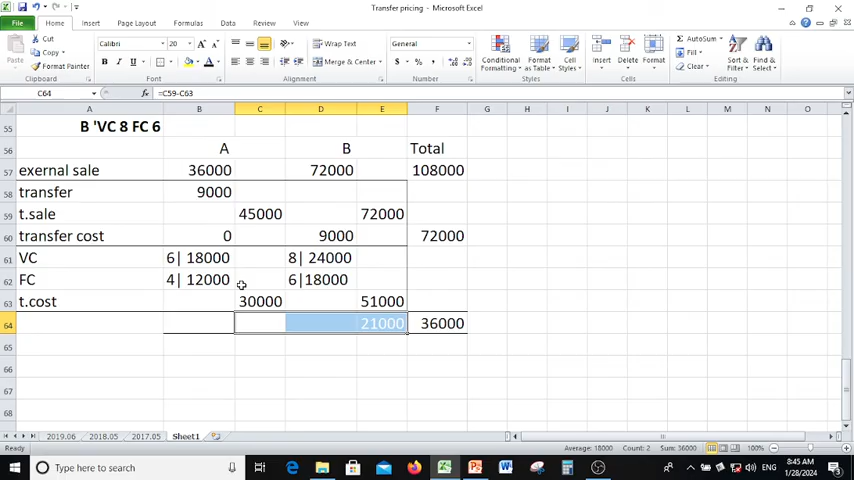 Transfer pricing - Microsoft Excel
File Home Insert Page Layout Formulas Data Review View
Cut
Copy
Format Painter
Paste
Clipboard
Calibri 20
B I U
Font
Wrap Text
Merge & Center
Alignment
General
$ % ,
Number
Conditional Formatting
Format as Table
Cell Styles
Styles
Insert Delete Format
Cells
AutoSum
Fill
Clear
Sort & Filter
Find & Select
Editing
C64 fx =C59-C63
A B C D E F G H I J K L M N O P
55 B 'VC 8 FC 6
56 A B Total
57 exernal sale 36000 72000 108000
58 transfer 9000
59 t.sale 45000 72000
60 transfer cost 0 9000 72000
61 VC 6| 18000 8| 24000
62 FC 4| 12000 6|18000
63 t.cost 30000 51000
64 21000 36000
65
66
67
68
2019.06 2018.05 2017.05 Sheet1
Ready Average: 18000 Count: 2 Sum: 36000 100%
Type here to search
ENG
8:45 AM
1/28/2024